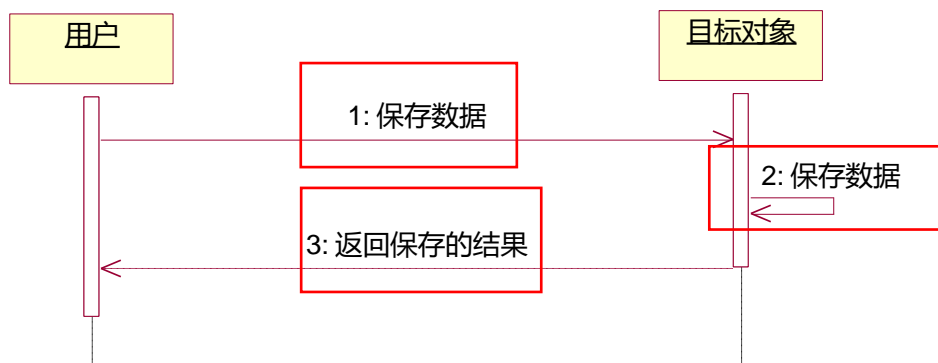 用户
目标对象
1: 保存数据
2: 保存数据
3: 返回保存的结果